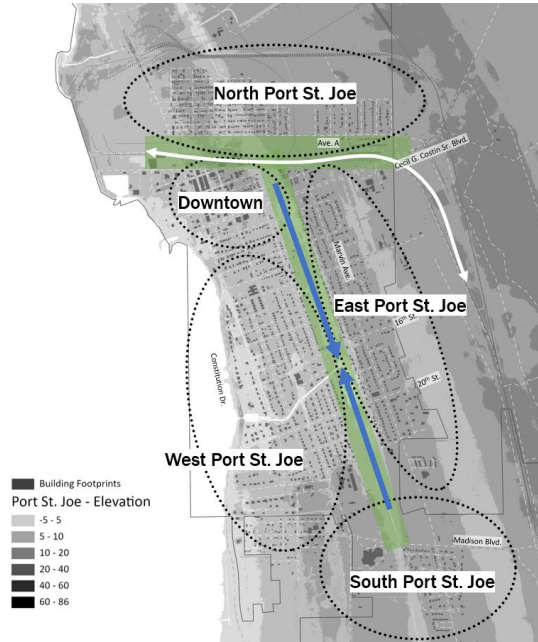 North Port St. Joe
Ave. A
Cecil G. Costin Sr. Blvd.
Downtown
Marvin Ave.
East Port St. Joe
16th St.
20th St.
Constitution Dr.
West Port St. Joe
Building Footprints
Port St. Joe - Elevation
-5 - 5
5 - 10
10 - 20
20 - 40
40 - 60
60 - 86
Madison Blvd.
South Port St. Joe